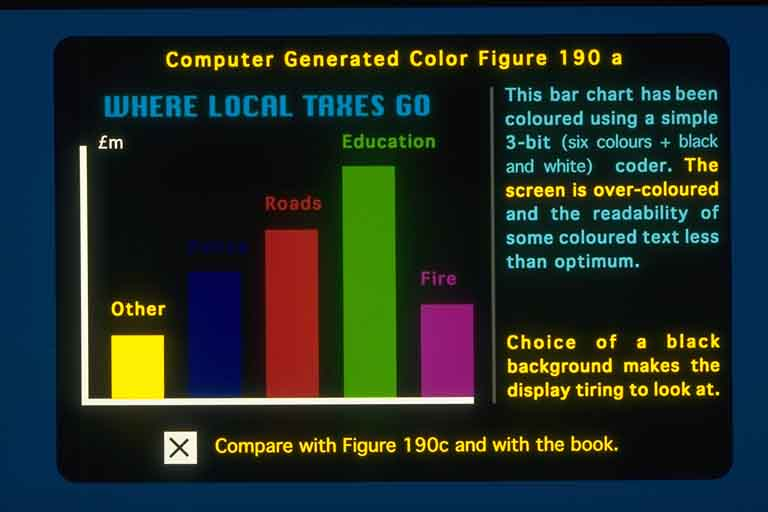 Computer Generated Color Figure 190 a
WHERE LOCAL TAXES GO
£m
Education
Roads
Police
Other
Fire
This bar chart has been
coloured using a simple
3-bit (six colours + black
and white) coder. The
screen is over-coloured
and the readability of
some coloured text less
than optimum.
Choice of a black
background makes the
display tiring to look at.
Compare with Figure 190c and with the book.